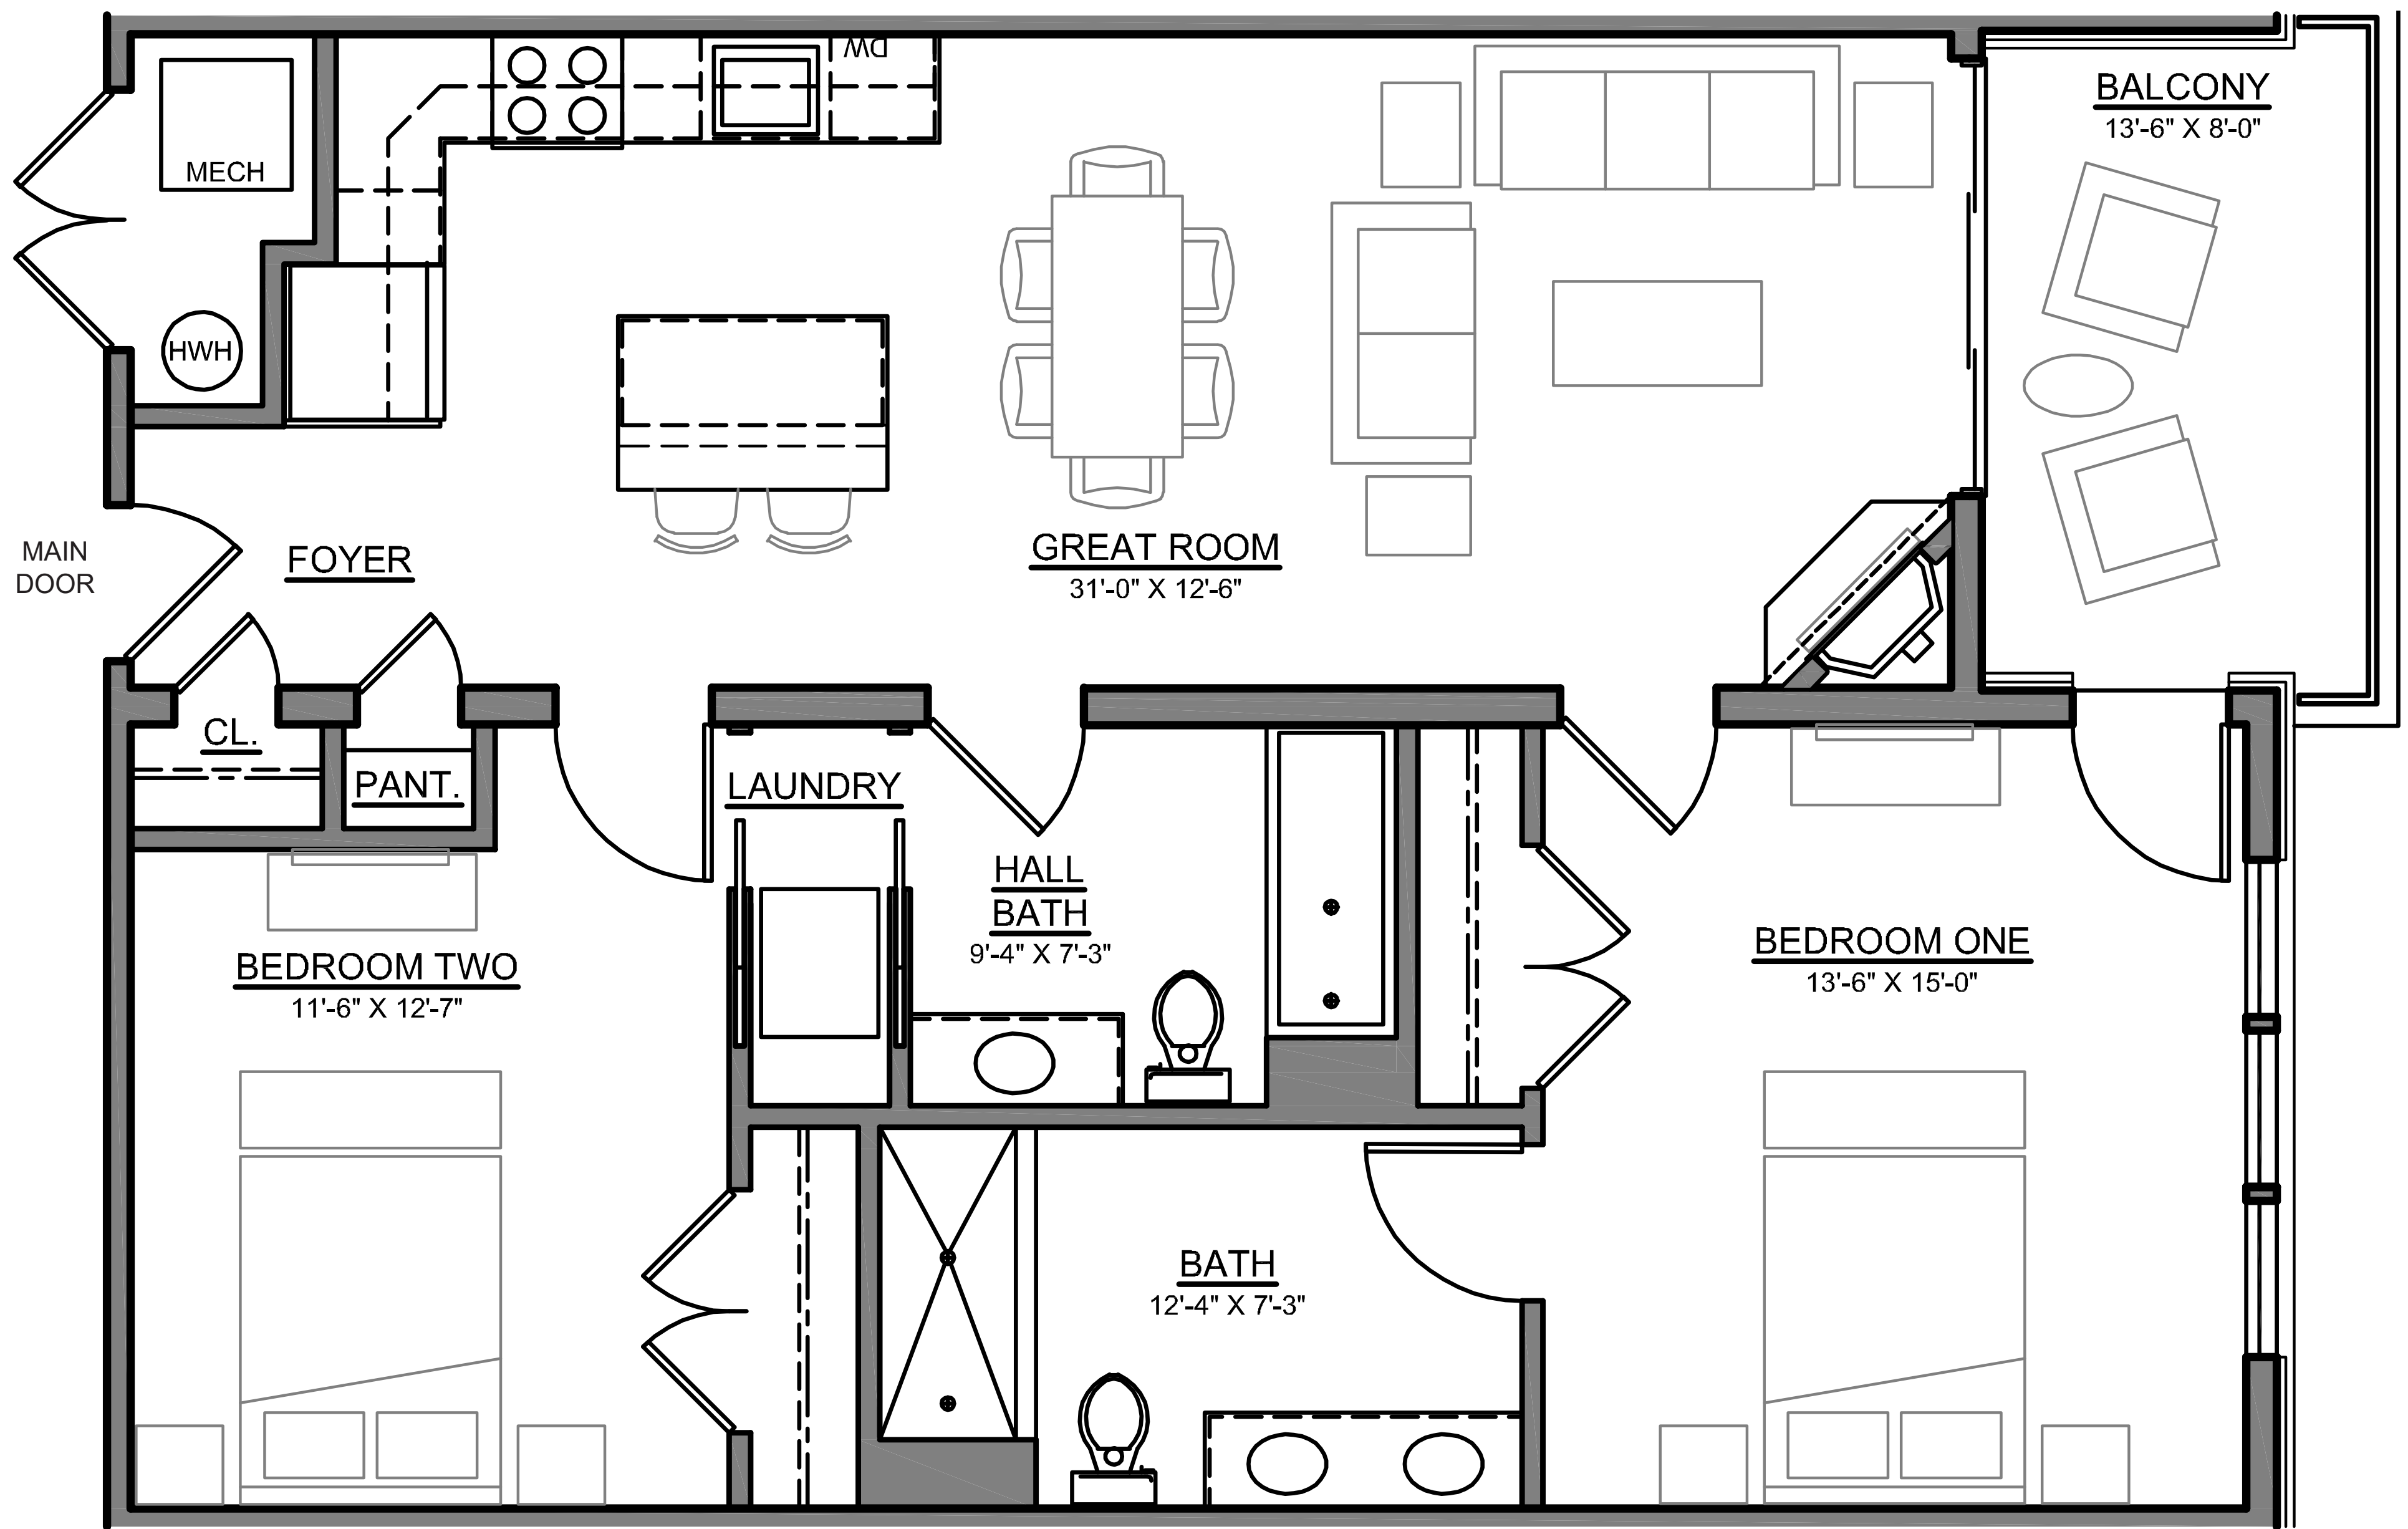 DW
BALCONY
13'-6" X 8'-0"
MECH
HWH
MAIN
DOOR
FOYER
GREAT ROOM
31'-0" X 12'-6"
CL.
PANT.
LAUNDRY
HALL
BATH
9'-4" X 7'-3"
BEDROOM TWO
11'-6" X 12'-7"
BEDROOM ONE
13'-6" X 15'-0"
BATH
12'-4" X 7'-3"